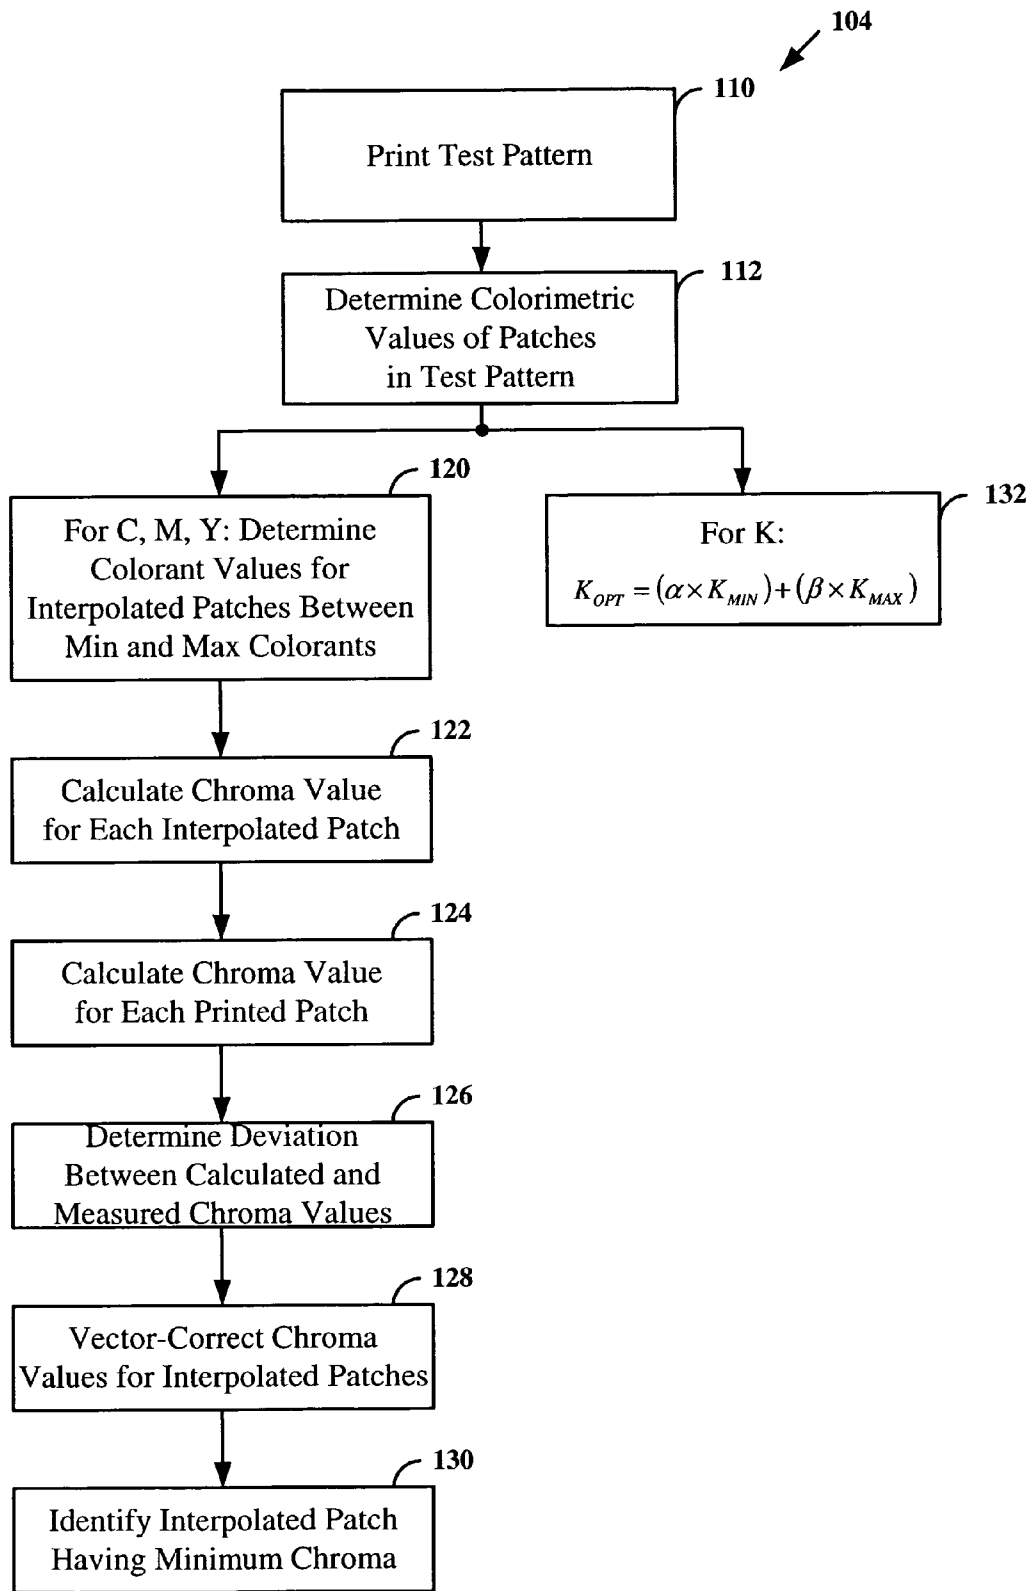 104
110
Print Test Pattern
112
Determine Colorimetric
Values of Patches
in Test Pattern
120
For C, M, Y: Determine
Colorant Values for
Interpolated Patches Between
Min and Max Colorants
132
For K:
K_OPT = (α × K_MIN) + (β × K_MAX)
122
Calculate Chroma Value
for Each Interpolated Patch
124
Calculate Chroma Value
for Each Printed Patch
126
Determine Deviation
Between Calculated and
Measured Chroma Values
128
Vector-Correct Chroma
Values for Interpolated Patches
130
Identify Interpolated Patch
Having Minimum Chroma